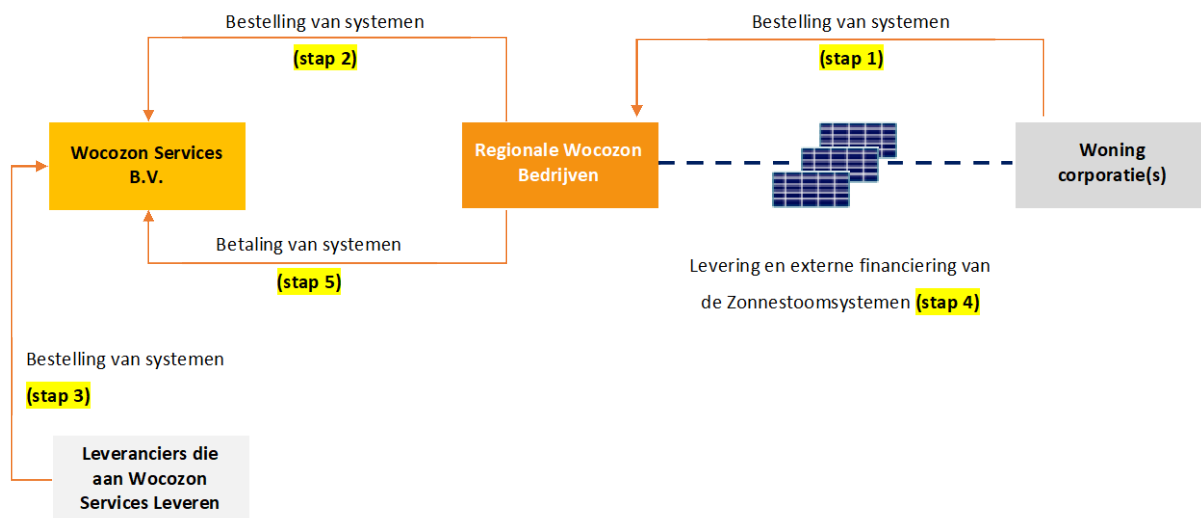 Bestelling van systemen
(stap 2)
Bestelling van systemen
(stap 1)
Wocozon Services
B.V.
Regionale Wocozon
Bedrijven
Woning
corporatie(s)
Betaling van systemen
(stap 5)
Levering en externe financiering van
de Zonnestoomsystemen (stap 4)
Bestelling van systemen
(stap 3)
Leveranciers die
aan Wocozon
Services Leveren